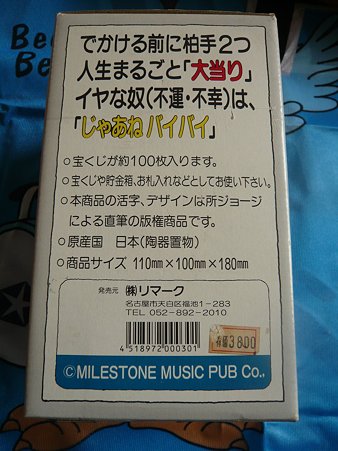 でかける前に柏手2つ
人生まるごと「大当り」
イヤな奴(不運・不幸)は、
「じゃあね バイバイ」
○宝くじが約100枚入ります。
○宝くじや貯金箱、お札入れなどとしてお使い下さい。
○本商品の活字、デザインは所ジョージ
による直筆の版権商品です。
○原産国 日本(陶器置物)
○商品サイズ 110mm×100mm×180mm
発売元 ㈱リマーク
名古屋市天白区福池1-283
TEL 052-892-2010
4518972000301
3800
©MILESTONE MUSIC PUB Co.,